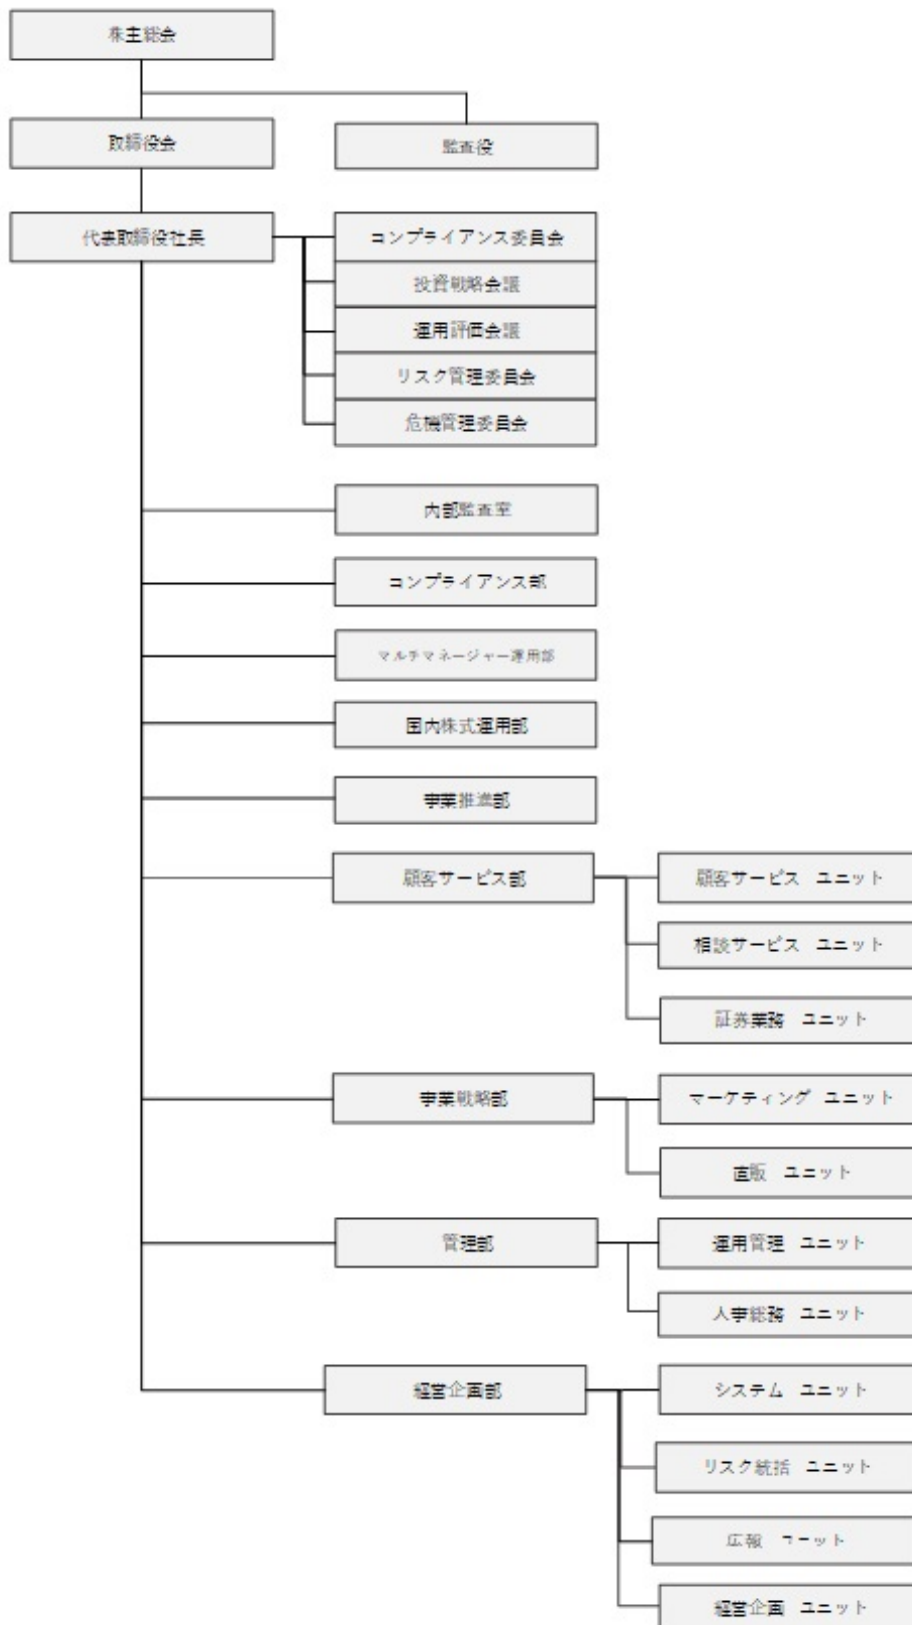 株主総会
取締役会
監査役
代表取締役社長
コンプライアンス委員会
投資戦略会議
運用評価会議
リスク管理委員会
危機管理委員会
内部監査室
コンプライアンス部
マルチマネージャー運用部
国内株式運用部
事業推進部
顧客サービス部
顧客サービス　ユニット
相談サービス　ユニット
証券業務　ユニット
事業戦略部
マーケティング　ユニット
直販　ユニット
管理部
運用管理　ユニット
人事総務　ユニット
経営企画部
システム　ユニット
リスク統括　ユニット
広報　ユニット
経営企画　ユニット